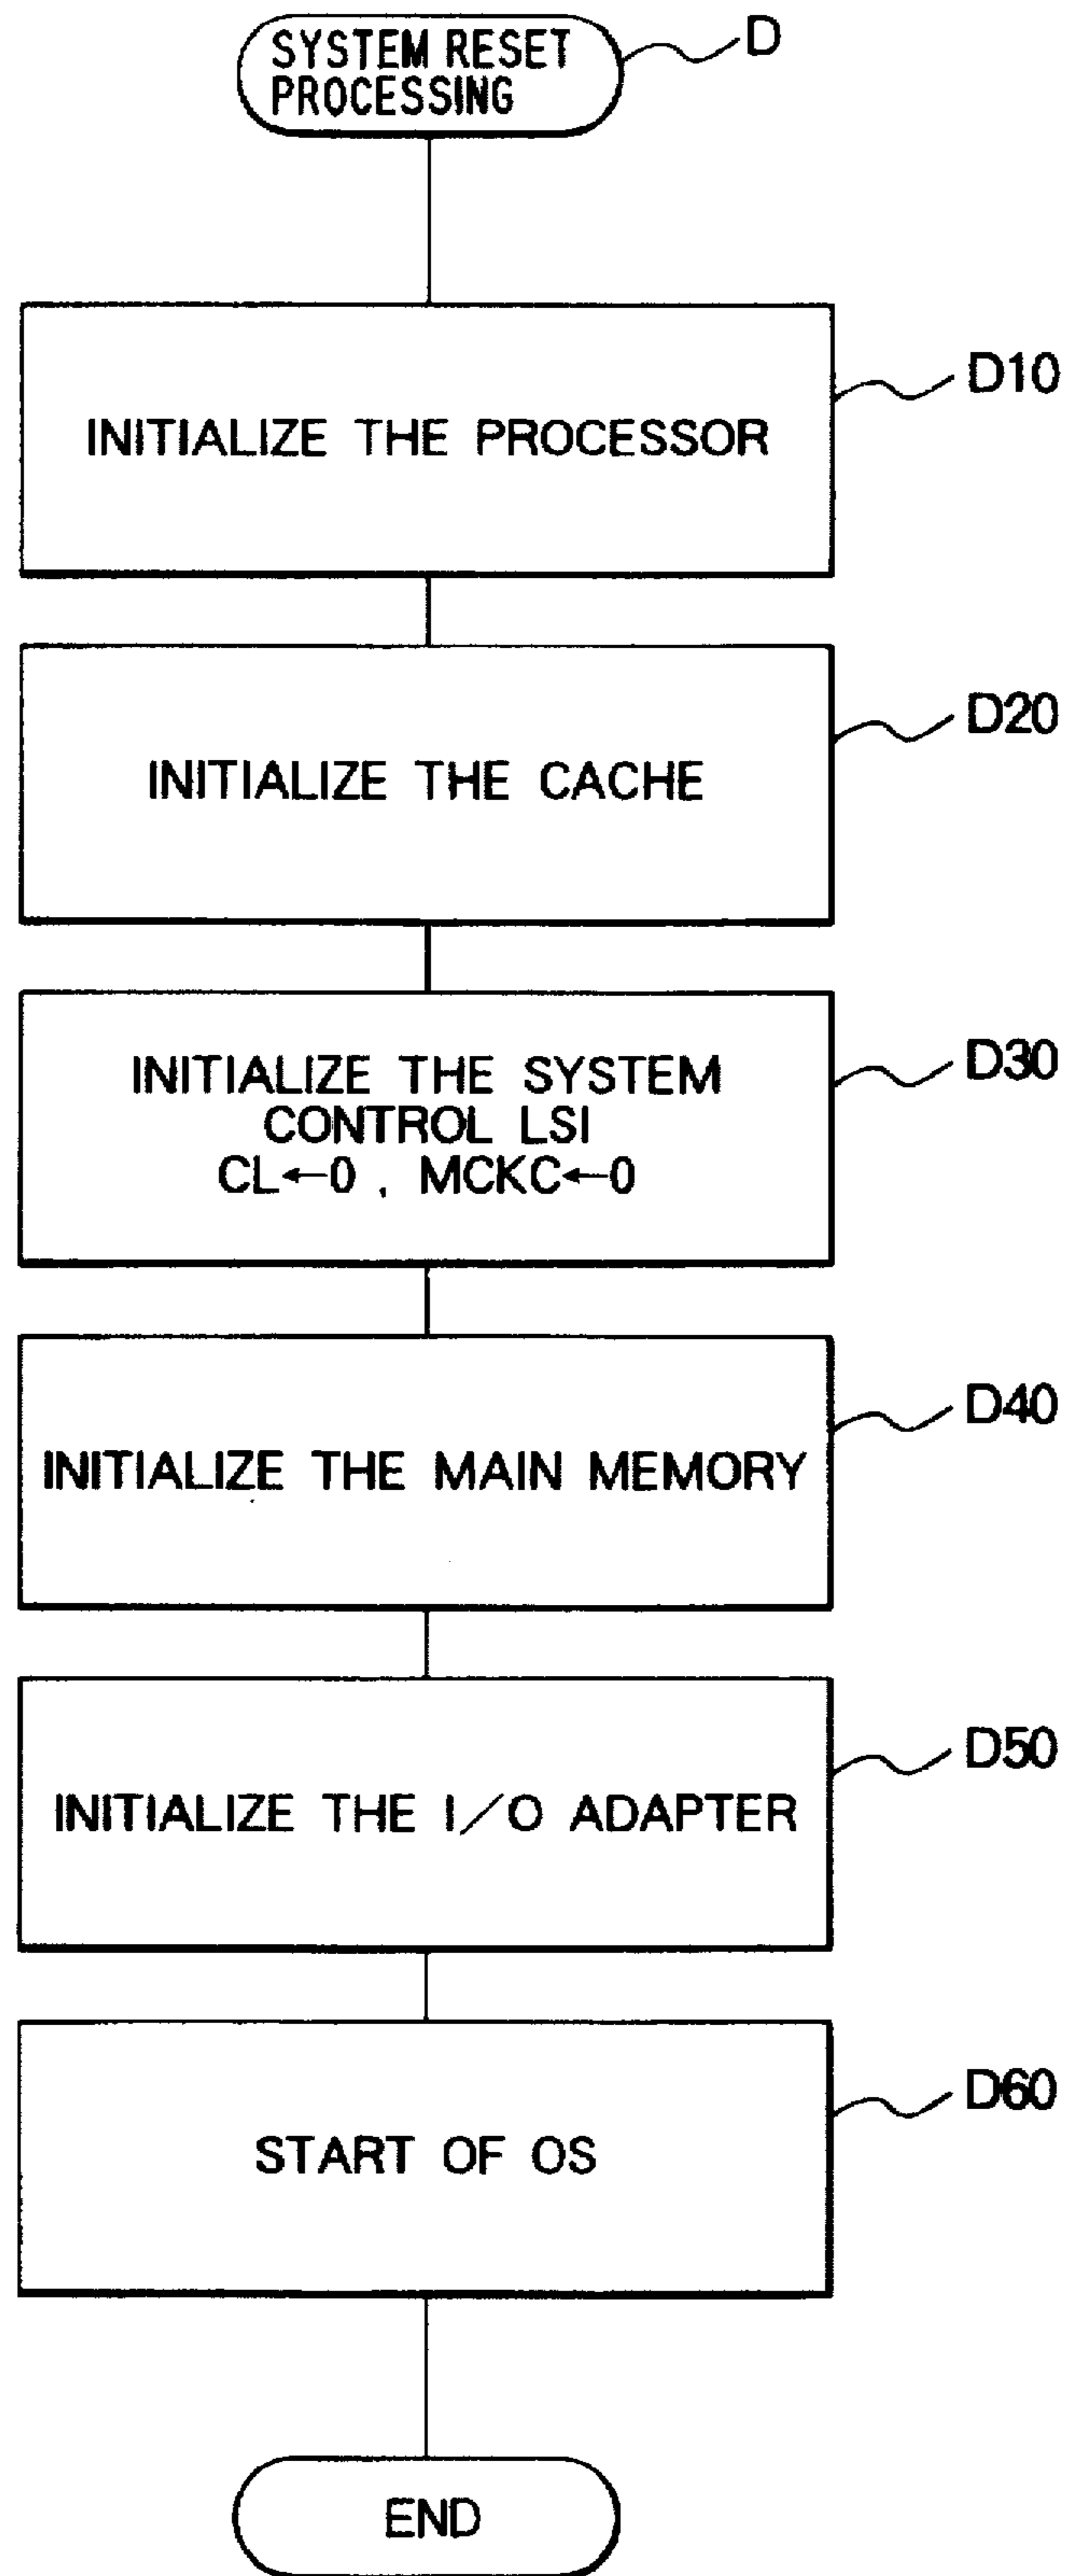 SYSTEM RESET
PROCESSING
D
INITIALIZE THE PROCESSOR
D10
INITIALIZE THE CACHE
D20
INITIALIZE THE SYSTEM
CONTROL LSI
CL←0 , MCKC←0
D30
INITIALIZE THE MAIN MEMORY
D40
INITIALIZE THE I/O ADAPTER
D50
START OF OS
D60
END